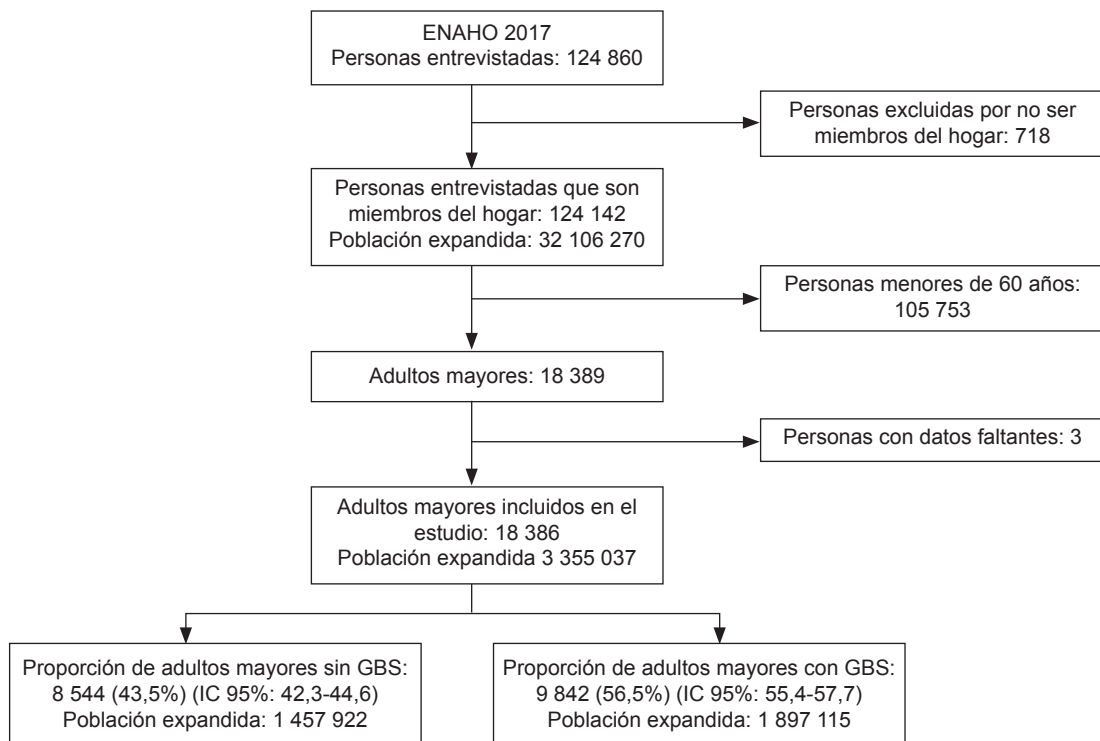 ENAHO 2017
Personas entrevistadas: 124 860
Personas excluidas por no ser
miembros del hogar: 718
Personas entrevistadas que son
miembros del hogar: 124 142
Población expandida: 32 106 270
Personas menores de 60 años:
105 753
Adultos mayores: 18 389
Personas con datos faltantes: 3
Adultos mayores incluidos en el
estudio: 18 386
Población expandida 3 355 037
Proporción de adultos mayores sin GBS:
8 544 (43,5%) (IC 95%: 42,3-44,6)
Población expandida: 1 457 922
Proporción de adultos mayores con GBS:
9 842 (56,5%) (IC 95%: 55,4-57,7)
Población expandida: 1 897 115